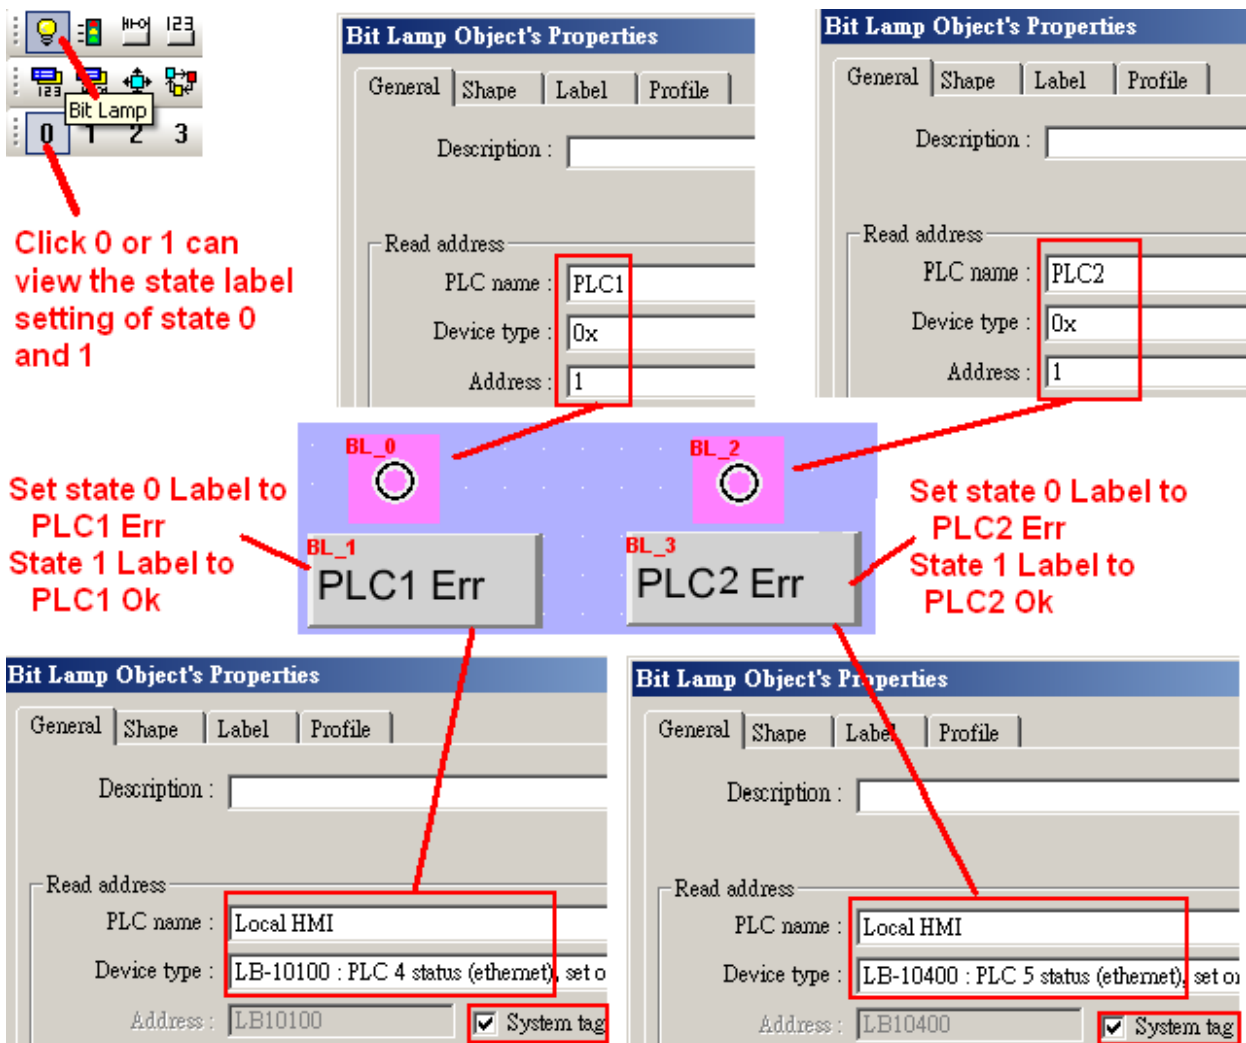 123
123
Bit Lamp
0 1 2 3
Click 0 or 1 can
view the state label
setting of state 0
and 1
Bit Lamp Object's Properties
General Shape Label Profile
Description :
Read address
PLC name : PLC1
Device type : 0x
Address : 1
Bit Lamp Object's Properties
General Shape Label Profile
Description :
Read address
PLC name : PLC2
Device type : 0x
Address : 1
Set state 0 Label to
PLC1 Err
State 1 Label to
PLC1 Ok
BL_0
BL_2
BL_1
PLC1 Err
BL_3
PLC2 Err
Set state 0 Label to
PLC2 Err
State 1 Label to
PLC2 Ok
Bit Lamp Object's Properties
General Shape Label Profile
Description :
Read address
PLC name : Local HMI
Device type : LB-10100 : PLC 4 status (ethernet), set o
Address : LB10100 System tag
Bit Lamp Object's Properties
General Shape Label Profile
Description :
Read address
PLC name : Local HMI
Device type : LB-10400 : PLC 5 status (ethernet), set on
Address : LB10400 System tag